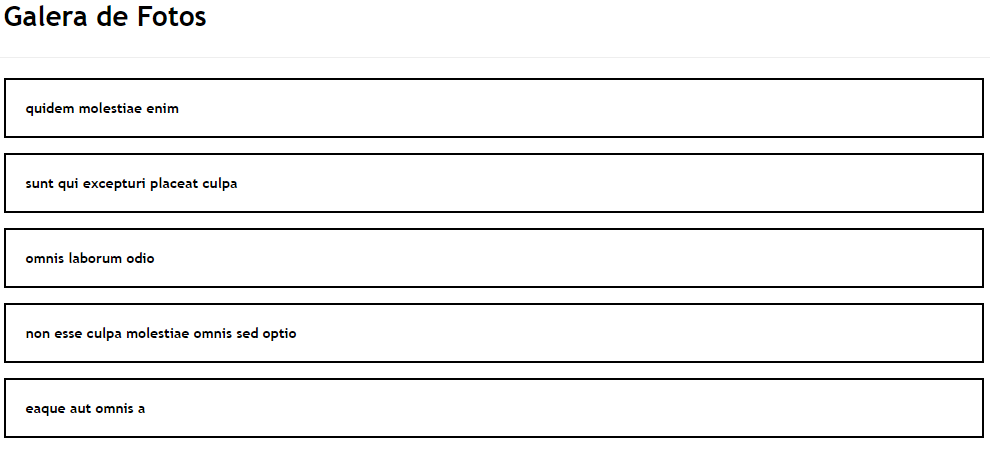 Galera de Fotos
quidem molestiae enim
sunt qui excepturi placeat culpa
omnis laborum odio
non esse culpa molestiae omnis sed optio
eaque aut omnis a